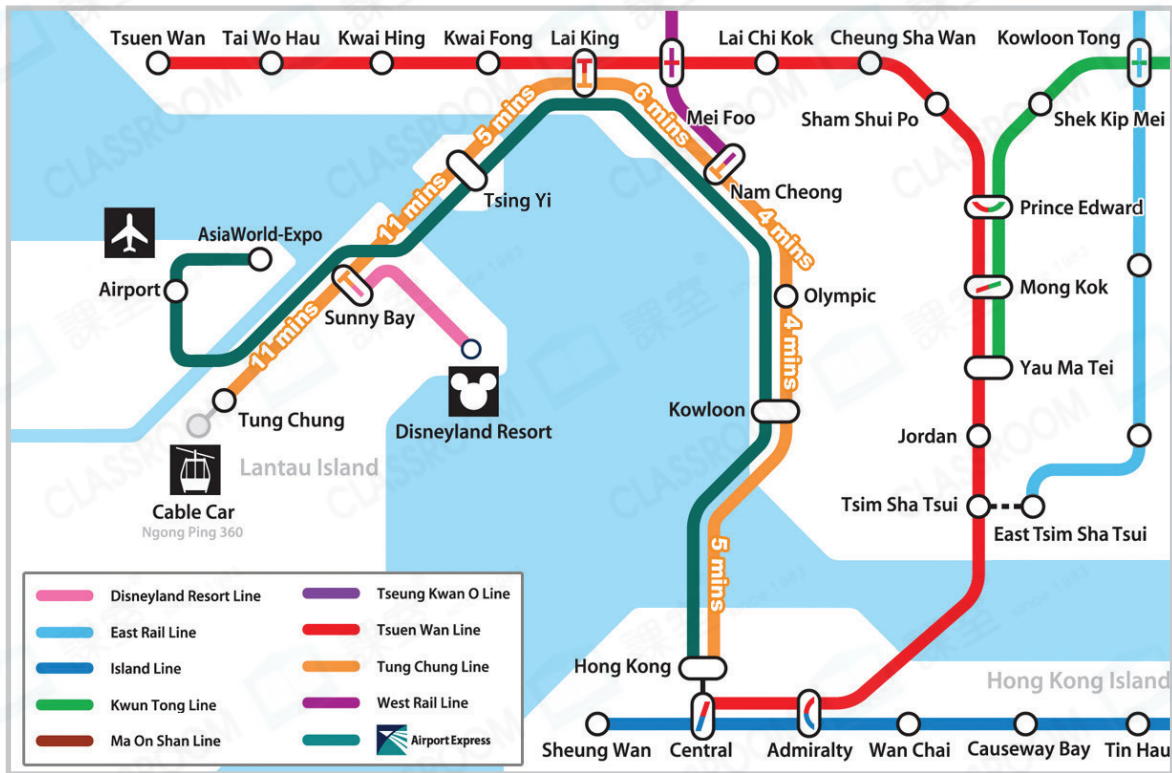 Tsuen Wan
Tai Wo Hau
Kwai Hing
Kwai Fong
Lai King
Lai Chi Kok
Cheung Sha Wan
Kowloon Tong
5 mins
6 mins
Mei Foo
Sham Shui Po
Shek Kip Mei
Tsing Yi
Nam Cheong
11 mins
4 mins
Prince Edward
AsiaWorld-Expo
Airport
Sunny Bay
Olympic
Mong Kok
11 mins
4 mins
Yau Ma Tei
Tung Chung
Disneyland Resort
Kowloon
Jordan
Lantau Island
Cable Car
Ngong Ping 360
Tsim Sha Tsui
East Tsim Sha Tsui
5 mins
Disneyland Resort Line
East Rail Line
Island Line
Kwun Tong Line
Ma On Shan Line
Tseung Kwan O Line
Tsuen Wan Line
Tung Chung Line
West Rail Line
Airport Express
Hong Kong
Hong Kong Island
Sheung Wan
Central
Admiralty
Wan Chai
Causeway Bay
Tin Hau
CLASSROOM
課室
since 1983